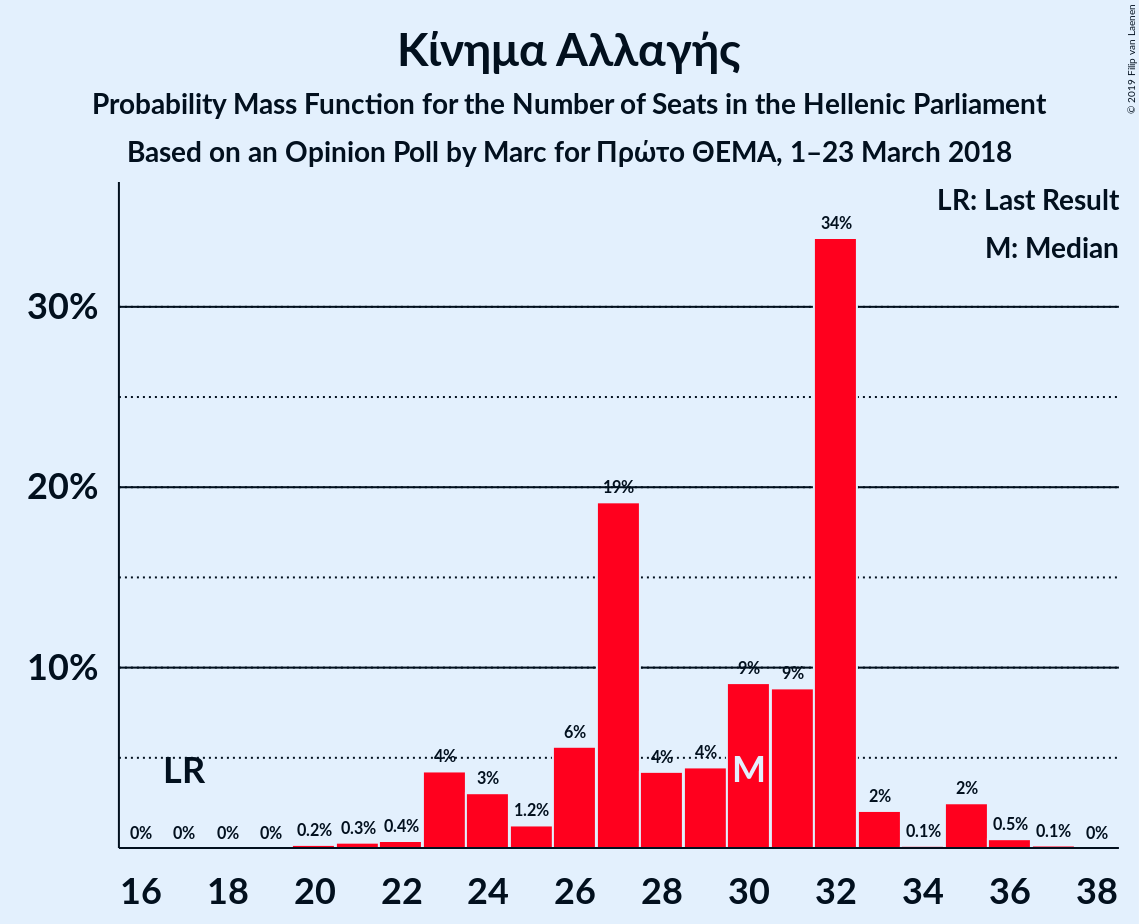 Κίνημα Αλλαγής
Probability Mass Function for the Number of Seats in the Hellenic Parliament
Based on an Opinion Poll by Marc for Πρώτο ΘΕΜΑ, 1–23 March 2018
© 2019 Filip van Laenen
LR: Last Result
M: Median
34%
30%
20%
19%
10%
9% 9%
6%
4% 4% 4%
LR
M
3%
2% 2%
1.2%
0% 0% 0% 0% 0.2% 0.3% 0.4% 0.1% 0.5% 0.1% 0%
16 18 20 22 24 26 28 30 32 34 36 38